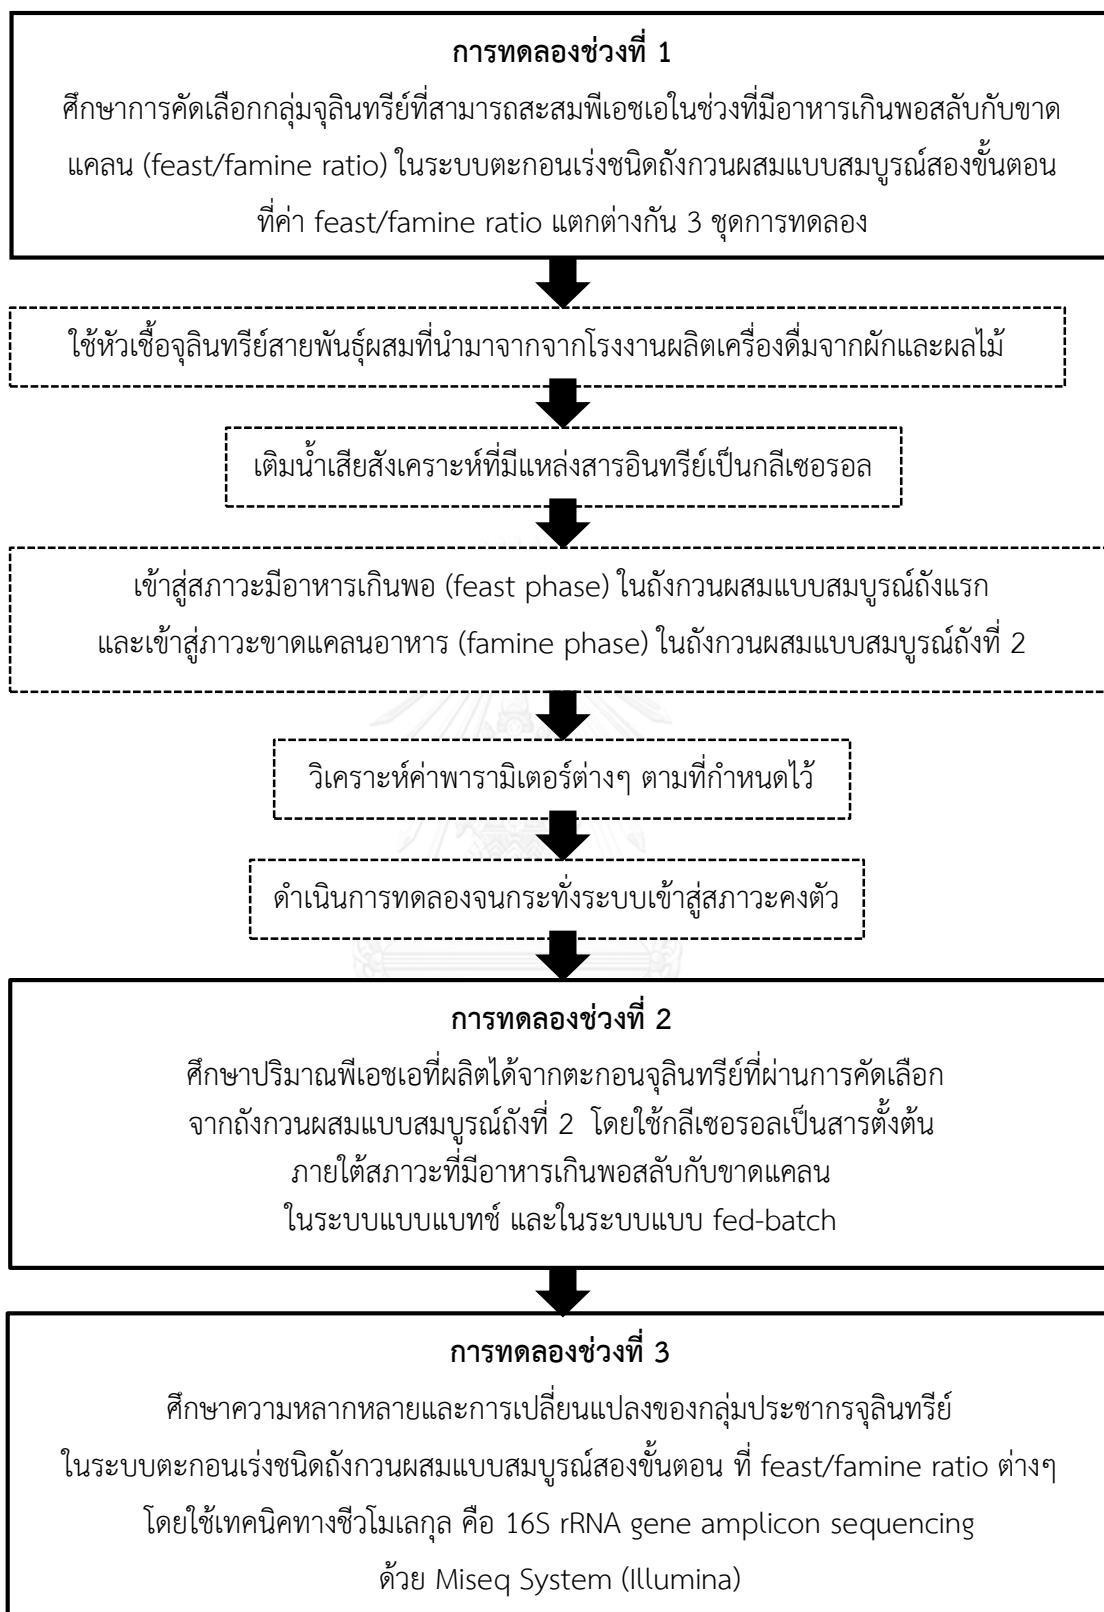 การทดลองช่วงที่ 1
ศึกษาการคัดเลือกกลุ่มจุลินทรีย์ที่สามารถสะสมพีเอชเอในช่วงที่มีอาหารเกินพอสลับกับขาด
แคลน (feast/famine ratio) ในระบบตะกอนเร่งชนิดถังกวนผสมแบบสมบูรณ์สองขั้นตอน
ที่ค่า feast/famine ratio แตกต่างกัน 3 ชุดการทดลอง
ใช้หัวเชื้อจุลินทรีย์สายพันธุ์ผสมที่นำมาจากจากโรงงานผลิตเครื่องดื่มจากผักและผลไม้
เติมน้ำเสียสังเคราะห์ที่มีแหล่งสารอินทรีย์เป็นกลีเซอรอล
เข้าสู่สภาวะมีอาหารเกินพอ (feast phase) ในถังกวนผสมแบบสมบูรณ์ถังแรก
และเข้าสู่ภาวะขาดแคลนอาหาร (famine phase) ในถังกวนผสมแบบสมบูรณ์ถังที่ 2
วิเคราะห์ค่าพารามิเตอร์ต่างๆ ตามที่กำหนดไว้
ดำเนินการทดลองจนกระทั่งระบบเข้าสู่สภาวะคงตัว
การทดลองช่วงที่ 2
ศึกษาปริมาณพีเอชเอที่ผลิตได้จากตะกอนจุลินทรีย์ที่ผ่านการคัดเลือก
จากถังกวนผสมแบบสมบูรณ์ถังที่ 2 โดยใช้กลีเซอรอลเป็นสารตั้งต้น
ภายใต้สภาวะที่มีอาหารเกินพอสลับกับขาดแคลน
ในระบบแบบแบทช์ และในระบบแบบ fed-batch
การทดลองช่วงที่ 3
ศึกษาความหลากหลายและการเปลี่ยนแปลงของกลุ่มประชากรจุลินทรีย์
ในระบบตะกอนเร่งชนิดถังกวนผสมแบบสมบูรณ์สองขั้นตอน ที่ feast/famine ratio ต่างๆ
โดยใช้เทคนิคทางชีวโมเลกุล คือ 16S rRNA gene amplicon sequencing
ด้วย Miseq System (Illumina)